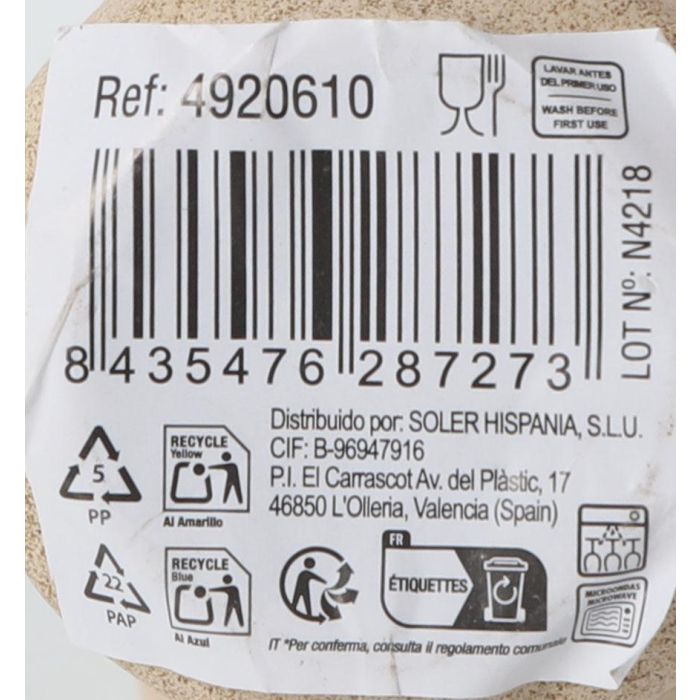 Ref: 4920610
LAVAR ANTES
DEL PRIMER USO
WASH BEFORE
FIRST USE
LOT Nº: N4218
8 435476 287273
Distribuido por: SOLER HISPANIA, S.L.U.
CIF: B-96947916
P.I. El Carrascot Av. del Plàstic, 17
46850 L'Olleria, Valencia (Spain)
5
PP
RECYCLE
Yellow
Al Amarillo
22
PAP
RECYCLE
Blue
Al Azul
FR
ÉTIQUETTES
MICROONDAS
MICROWAVE
IT *Per conferma, consulta il regolamento comunale